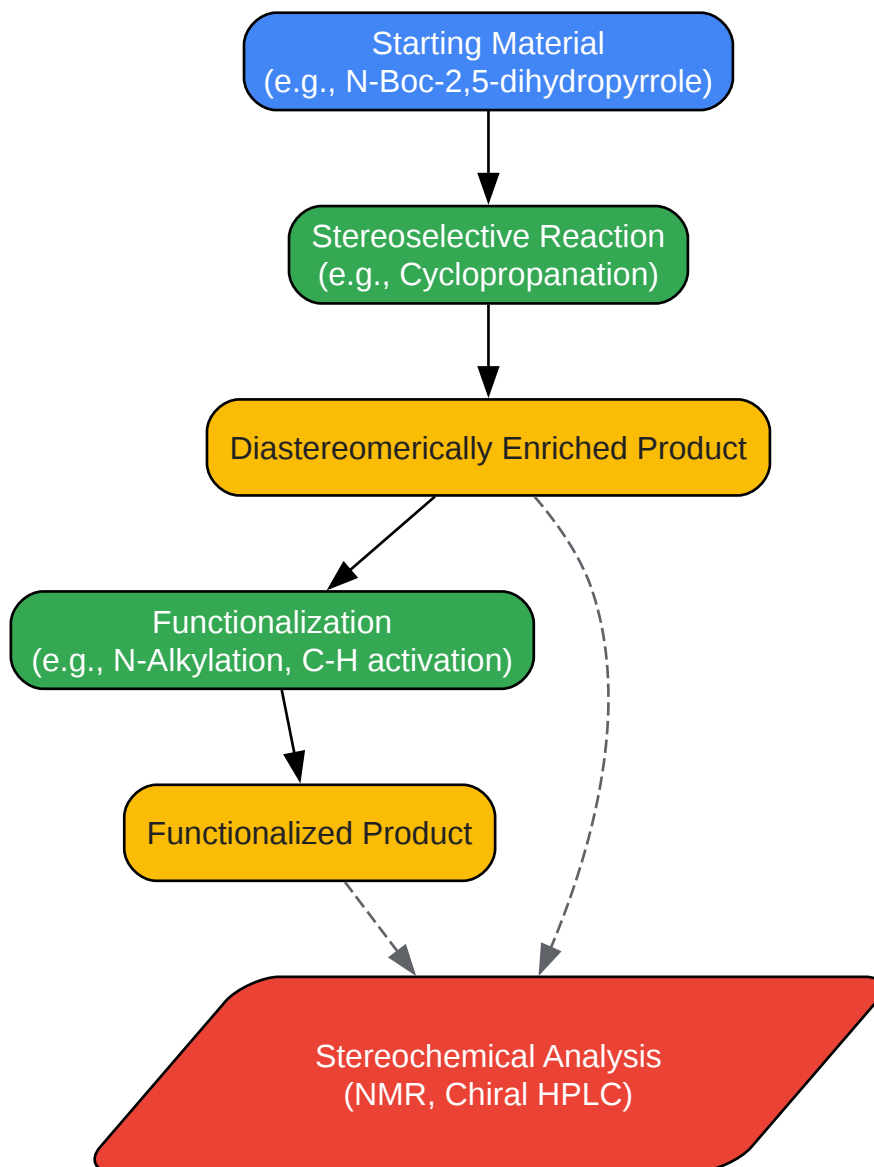 Starting Material
(e.g., N-Boc-2,5-dihydropyrrole)
Stereoselective Reaction
(e.g., Cyclopropanation)
Diastereomerically Enriched Product
Functionalization
(e.g., N-Alkylation, C-H activation)
Functionalized Product
Stereochemical Analysis
(NMR, Chiral HPLC)